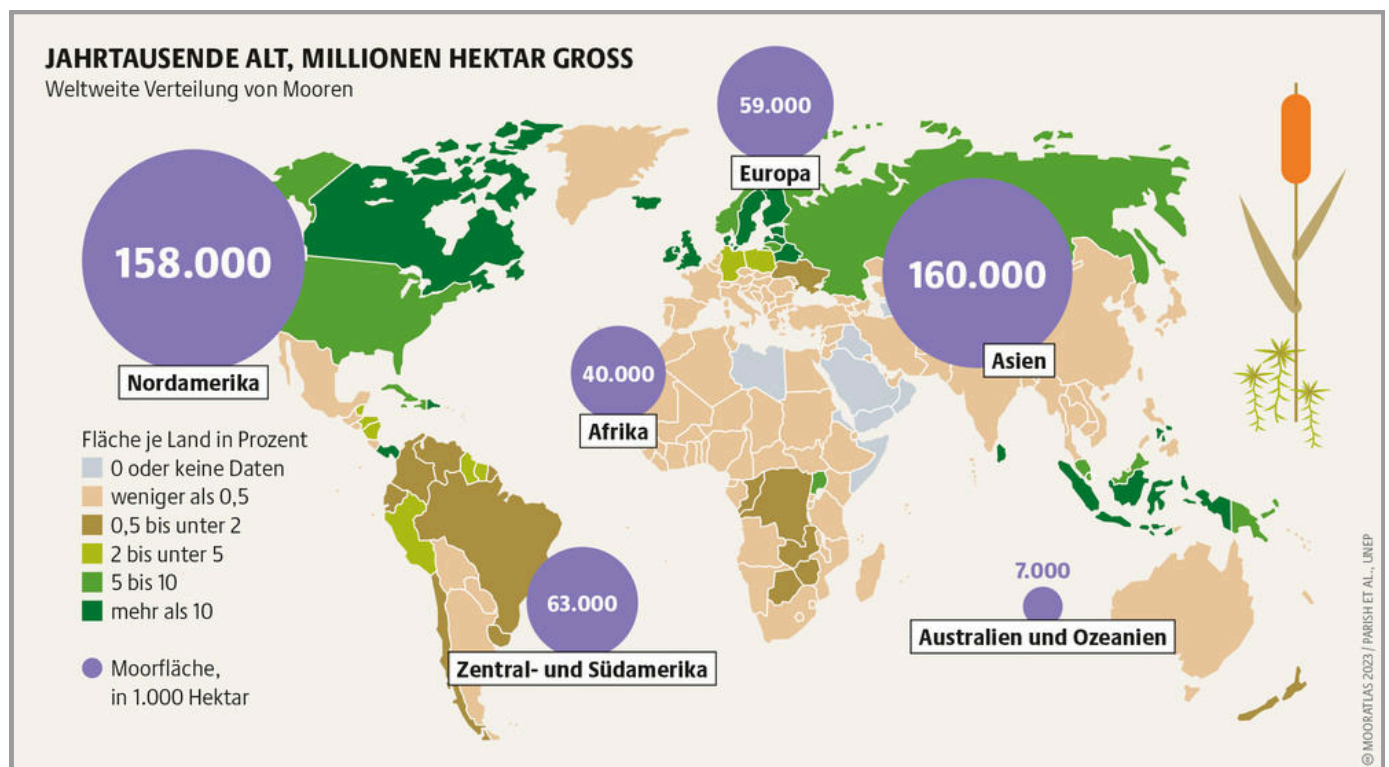 JAHRTAUSENDE ALT, MILLIONEN HEKTAR GROSS
Weltweite Verteilung von Mooren
59.000
Europa
158.000
Nordamerika
160.000
Asien
40.000
Afrika
Fläche je Land in Prozent
0 oder keine Daten
weniger als 0,5
0,5 bis unter 2
2 bis unter 5
5 bis 10
mehr als 10
Moorfläche,
in 1.000 Hektar
63.000
Zentral- und Südamerika
7.000
Australien und Ozeanien
© MOORATLAS 2023 / PARISH ET AL., UNEP